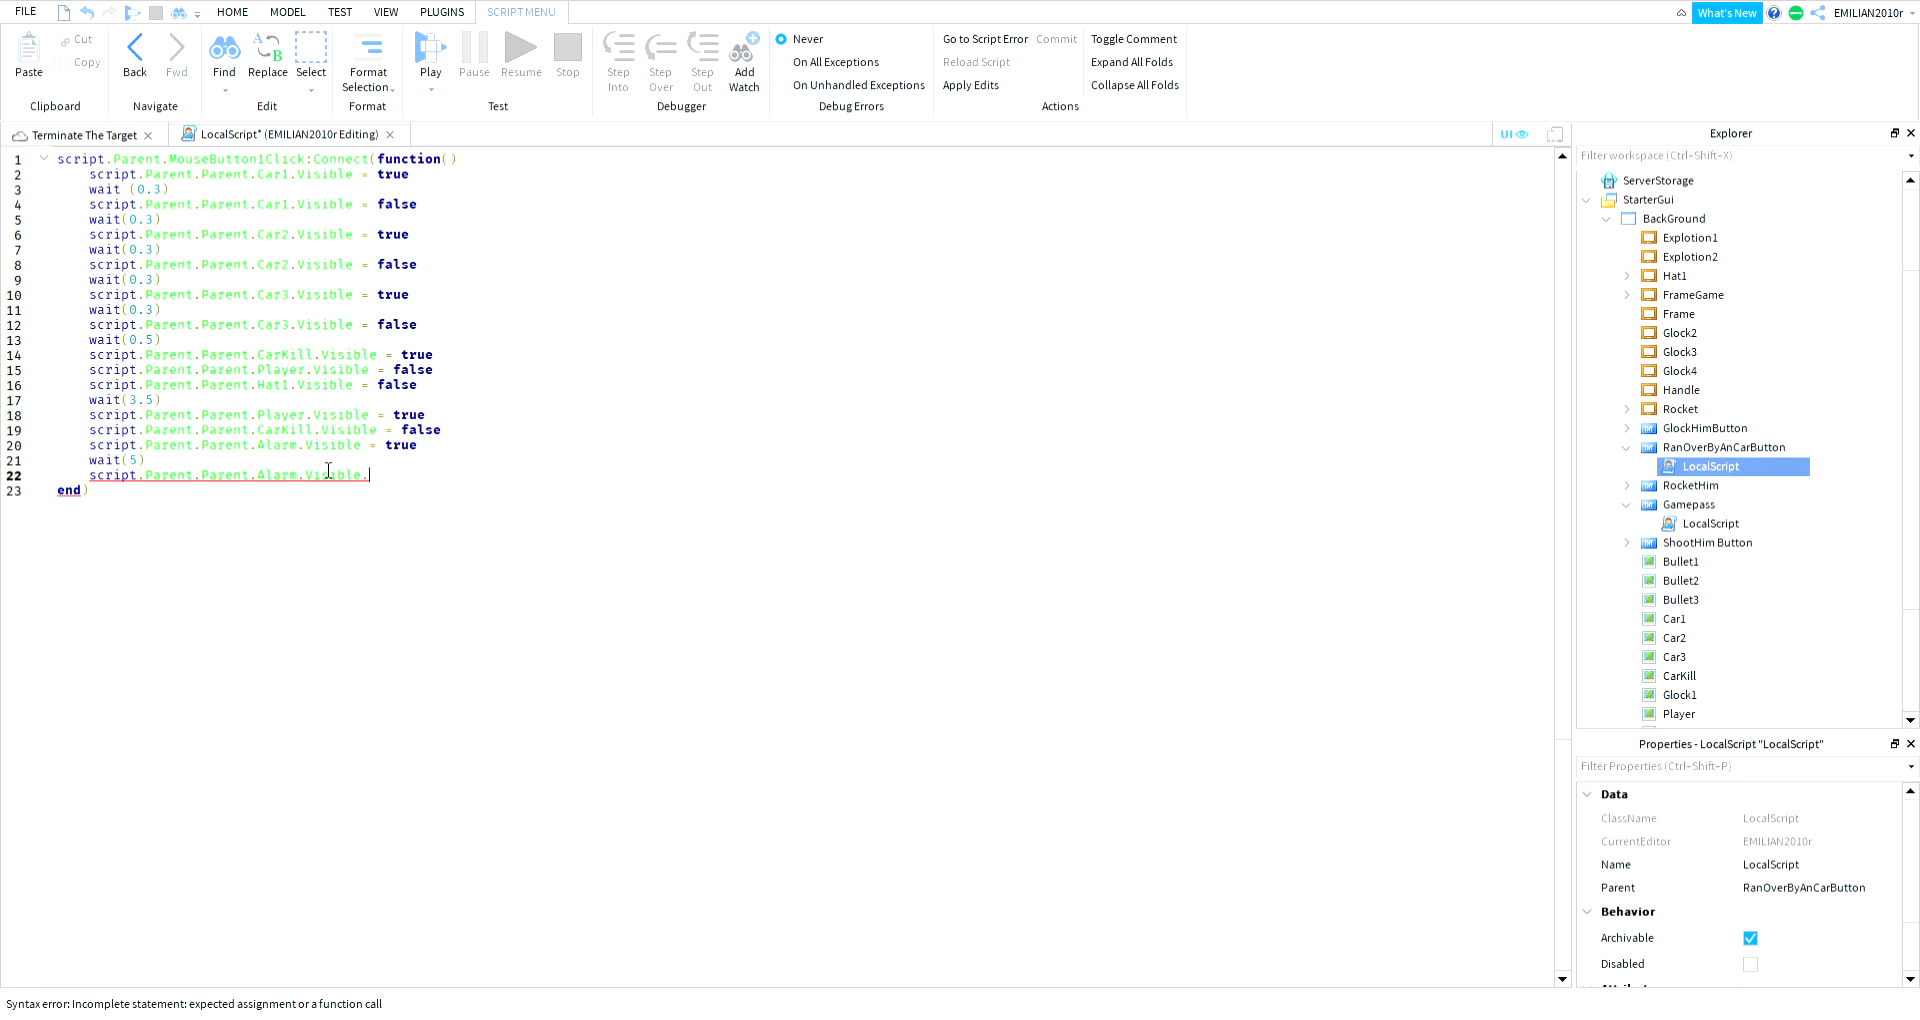 FILE HOME MODEL TEST VIEW PLUGINS SCRIPT MENU What's New EMILIAN2010r
Paste Cut Copy Clipboard
Back Fwd Navigate
Find Replace Select Edit
Format Selection Format
Play Pause Resume Stop Test
Step Into Step Over Step Out Add Watch Debugger
Never
On All Exceptions
On Unhandled Exceptions
Debug Errors
Go to Script Error Commit Toggle Comment
Reload Script Expand All Folds
Apply Edits Collapse All Folds
Actions
Terminate The Target LocalScript* (EMILIAN2010r Editing) UI
1 script.Parent.MouseButton1Click:Connect(function()
2 script.Parent.Parent.Car1.Visible = true
3 wait (0.3)
4 script.Parent.Parent.Car1.Visible = false
5 wait(0.3)
6 script.Parent.Parent.Car2.Visible = true
7 wait(0.3)
8 script.Parent.Parent.Car2.Visible = false
9 wait(0.3)
10 script.Parent.Parent.Car3.Visible = true
11 wait(0.3)
12 script.Parent.Parent.Car3.Visible = false
13 wait(0.5)
14 script.Parent.Parent.CarKill.Visible = true
15 script.Parent.Parent.Player.Visible = false
16 script.Parent.Parent.Hat1.Visible = false
17 wait(3.5)
18 script.Parent.Parent.Player.Visible = true
19 script.Parent.Parent.CarKill.Visible = false
20 script.Parent.Parent.Alarm.Visible = true
21 wait(5)
22 script.Parent.Parent.Alarm.Visible.
23 end)
Explorer
Filter workspace (Ctrl+Shift+X)
ServerStorage
StarterGui
BackGround
Explotion1
Explotion2
Hat1
FrameGame
Frame
Glock2
Glock3
Glock4
Handle
Rocket
GlockHimButton
RanOverByAnCarButton
LocalScript
RocketHim
Gamepass
LocalScript
ShootHim Button
Bullet1
Bullet2
Bullet3
Car1
Car2
Car3
CarKill
Glock1
Player
Properties - LocalScript "LocalScript"
Filter Properties (Ctrl+Shift+P)
Data
ClassName LocalScript
CurrentEditor EMILIAN2010r
Name LocalScript
Parent RanOverByAnCarButton
Behavior
Archivable
Disabled
Syntax error: Incomplete statement: expected assignment or a function call